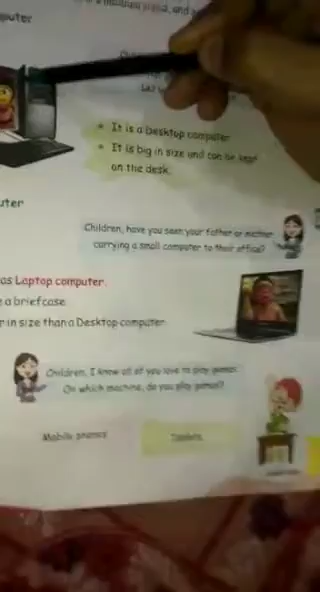 puter
and
It is a Desktop computer
It is big in size and can be kept
on the desk.
uter
Children, have you seen your father or mother
carrying a small computer to their office?
as Laptop computer.
a briefcase
r in size than a Desktop computer
Children, I know all of you love to play games.
On which machine, do you play games?
Mobile phones
Tablets